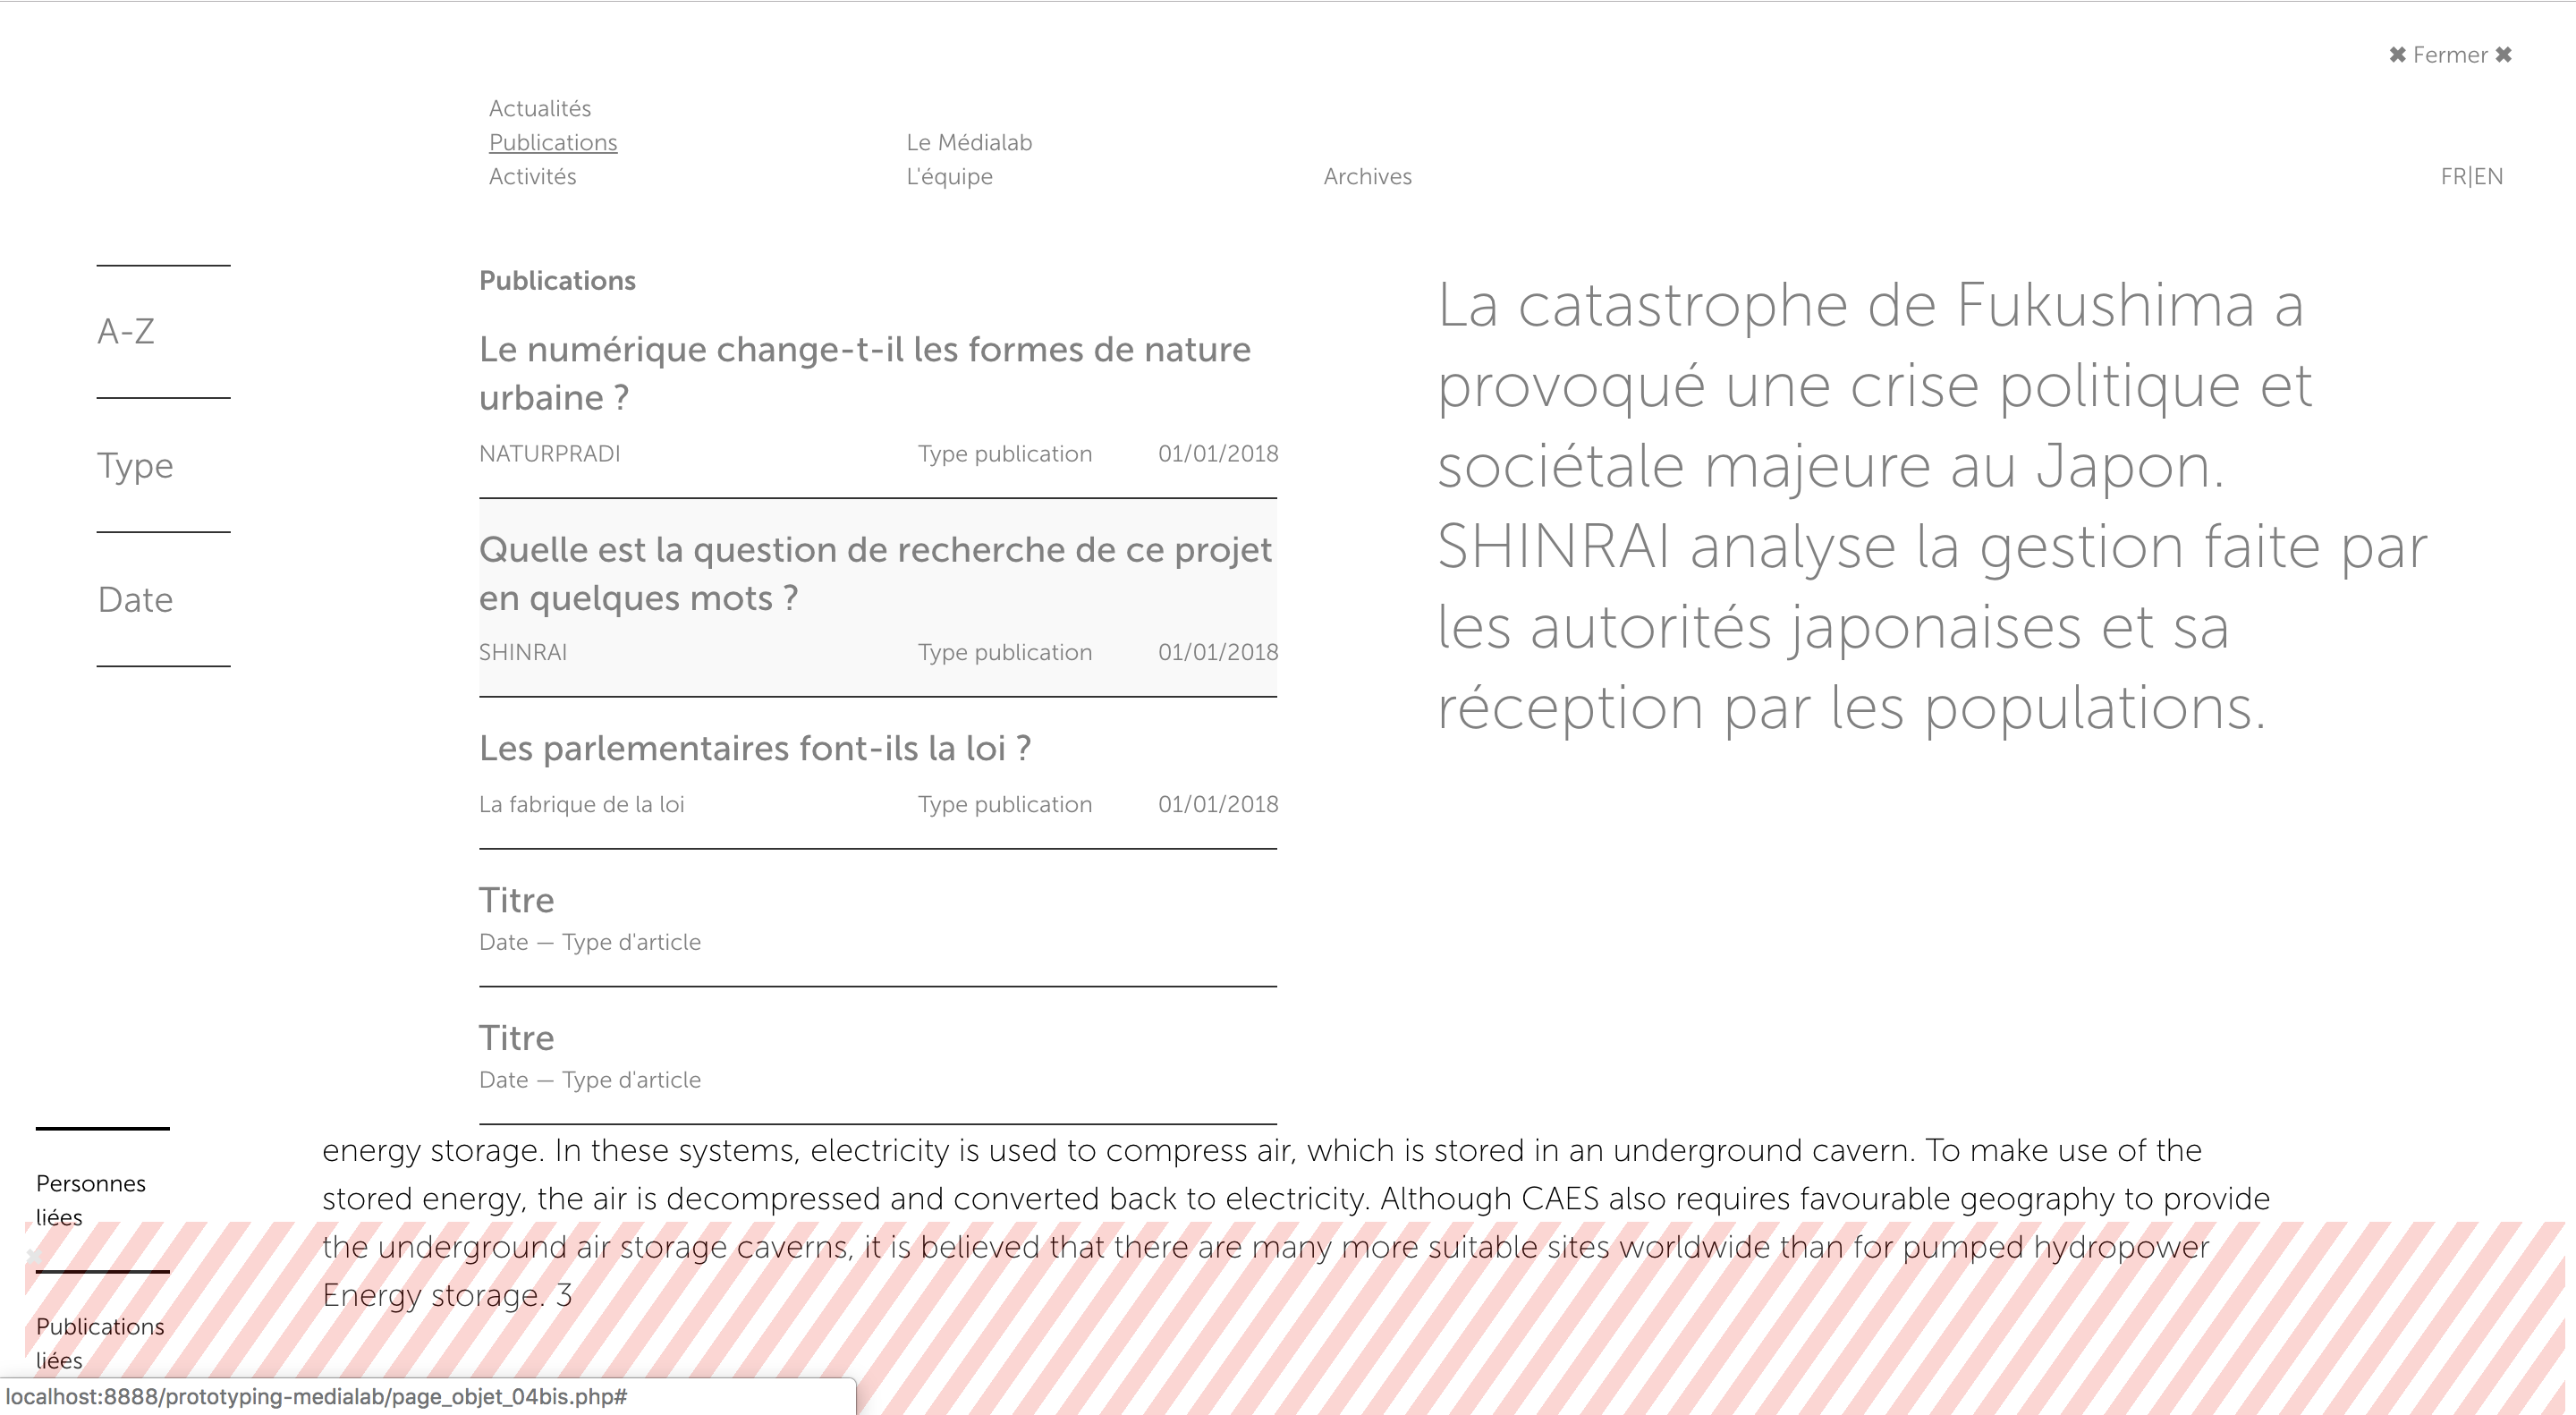 ✖ Fermer ✖
Actualités
Publications
Activités
Le Médialab
L'équipe
Archives
FR|EN
A-Z
Type
Date
Publications
Le numérique change-t-il les formes de nature
urbaine ?
NATURPRADI Type publication 01/01/2018
Quelle est la question de recherche de ce projet
en quelques mots ?
SHINRAI Type publication 01/01/2018
Les parlementaires font-ils la loi ?
La fabrique de la loi Type publication 01/01/2018
Titre
Date — Type d'article
Titre
Date — Type d'article
La catastrophe de Fukushima a
provoqué une crise politique et
sociétale majeure au Japon.
SHINRAI analyse la gestion faite par
les autorités japonaises et sa
réception par les populations.
Personnes
liées
Publications
liées
energy storage. In these systems, electricity is used to compress air, which is stored in an underground cavern. To make use of the
stored energy, the air is decompressed and converted back to electricity. Although CAES also requires favourable geography to provide
the underground air storage caverns, it is believed that there are many more suitable sites worldwide than for pumped hydropower
Energy storage. 3
localhost:8888/prototyping-medialab/page_objet_04bis.php#